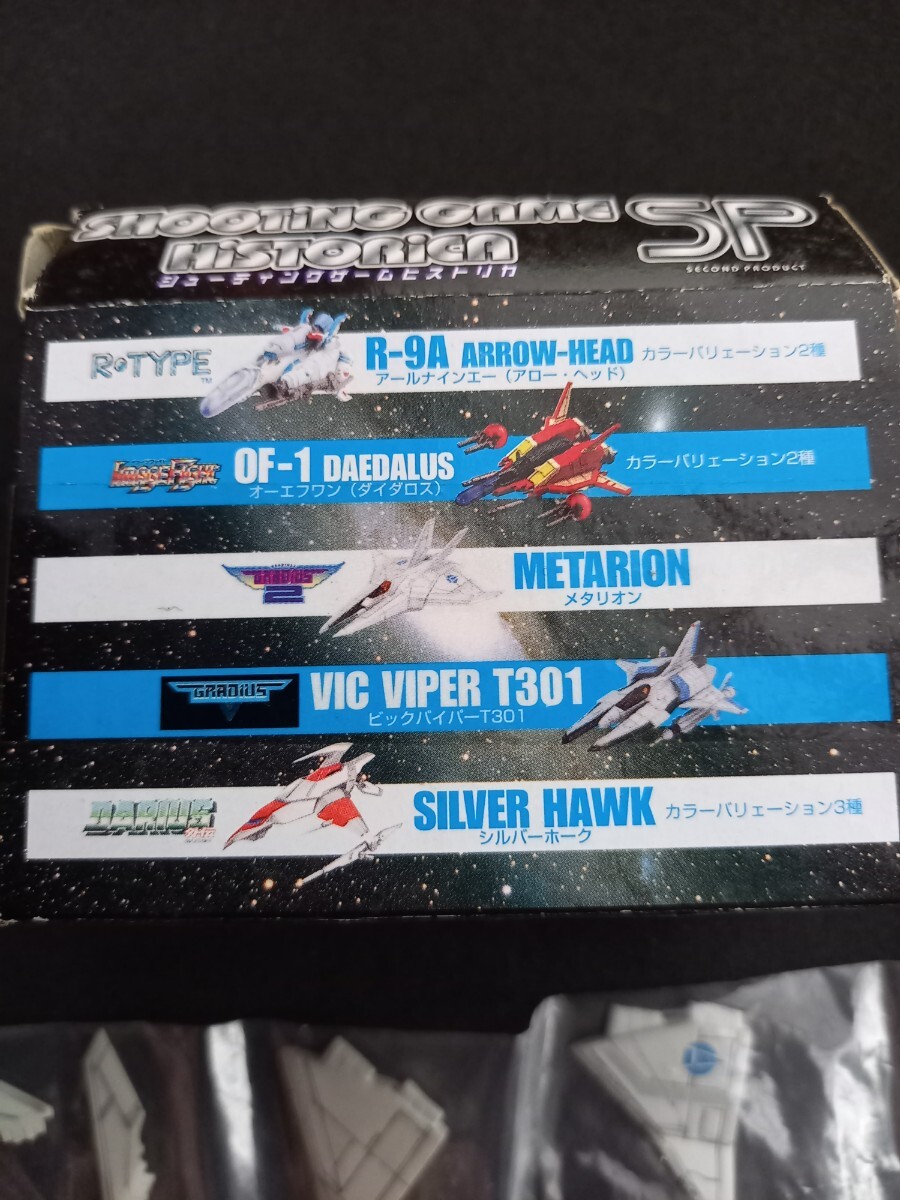 SHOOTING GAME
HISTORICA
シューティングゲームヒストリカ
SP
SECOND PRODUCT
R•TYPE™
R-9A ARROW-HEAD
アールナインエー（アロー・ヘッド）
カラーバリェーション2種
IMAGE FIGHT
OF-1 DAEDALUS
オーエフワン（ダイダロス）
カラーバリェーション2種
GRADIUS
2
METARION
メタリオン
GRADIUS
VIC VIPER T301
ビックバイパーT301
DARIUS
SILVER HAWK
シルバーホーク
カラーバリェーション3種